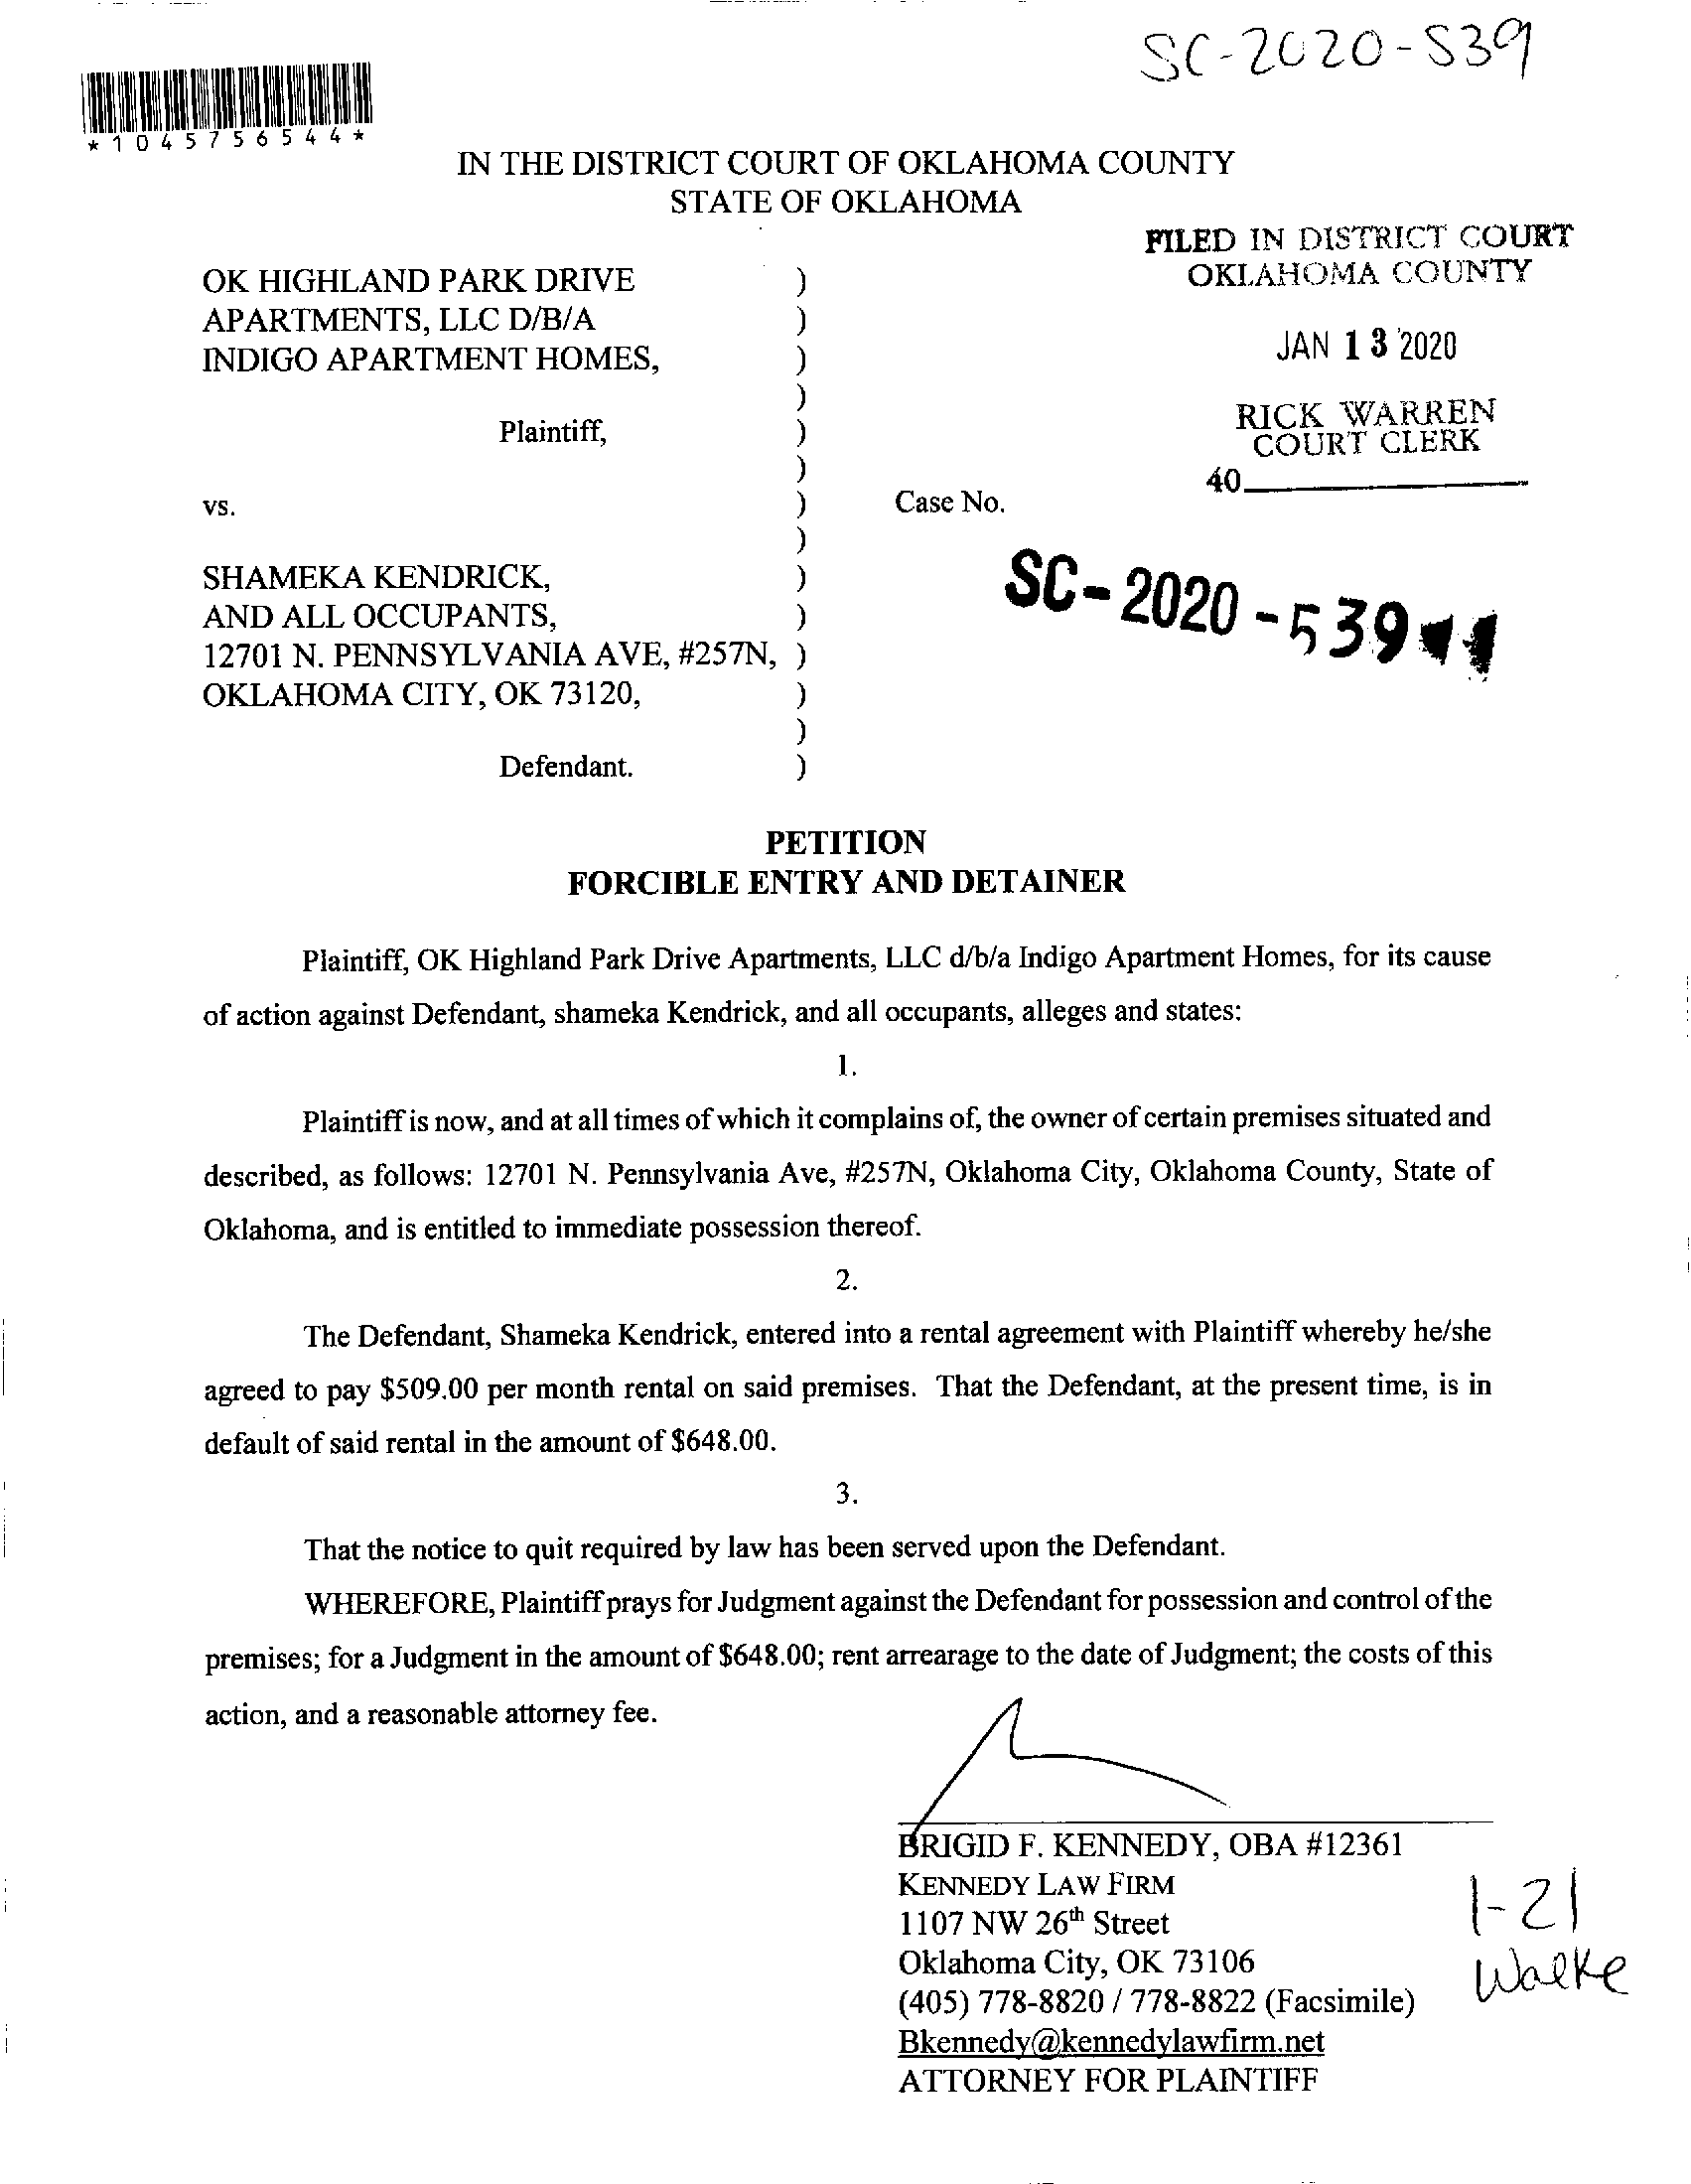 SC-2020-539
*1045756544*
IN THE DISTRICT COURT OF OKLAHOMA COUNTY
STATE OF OKLAHOMA
FILED IN DISTRICT COURT
OKLAHOMA COUNTY
JAN 13 2020
RICK WARREN
COURT CLERK
40
OK HIGHLAND PARK DRIVE )
APARTMENTS, LLC D/B/A )
INDIGO APARTMENT HOMES, )
)
Plaintiff, )
)
vs. ) Case No.
)
SHAMEKA KENDRICK, )
AND ALL OCCUPANTS, )
12701 N. PENNSYLVANIA AVE, #257N, )
OKLAHOMA CITY, OK 73120, )
)
Defendant. )
SC-2020-539
PETITION
FORCIBLE ENTRY AND DETAINER
Plaintiff, OK Highland Park Drive Apartments, LLC d/b/a Indigo Apartment Homes, for its cause
of action against Defendant, shameka Kendrick, and all occupants, alleges and states:
1.
Plaintiff is now, and at all times of which it complains of, the owner of certain premises situated and
described, as follows: 12701 N. Pennsylvania Ave, #257N, Oklahoma City, Oklahoma County, State of
Oklahoma, and is entitled to immediate possession thereof.
2.
The Defendant, Shameka Kendrick, entered into a rental agreement with Plaintiff whereby he/she
agreed to pay $509.00 per month rental on said premises. That the Defendant, at the present time, is in
default of said rental in the amount of $648.00.
3.
That the notice to quit required by law has been served upon the Defendant.
WHEREFORE, Plaintiff prays for Judgment against the Defendant for possession and control of the
premises; for a Judgment in the amount of $648.00; rent arrearage to the date of Judgment; the costs of this
action, and a reasonable attorney fee.
BRIGID F. KENNEDY, OBA #12361
KENNEDY LAW FIRM
1107 NW 26th Street
Oklahoma City, OK 73106
(405) 778-8820 / 778-8822 (Facsimile)
Bkennedy@kennedylawfirm.net
ATTORNEY FOR PLAINTIFF
1-21
Walke